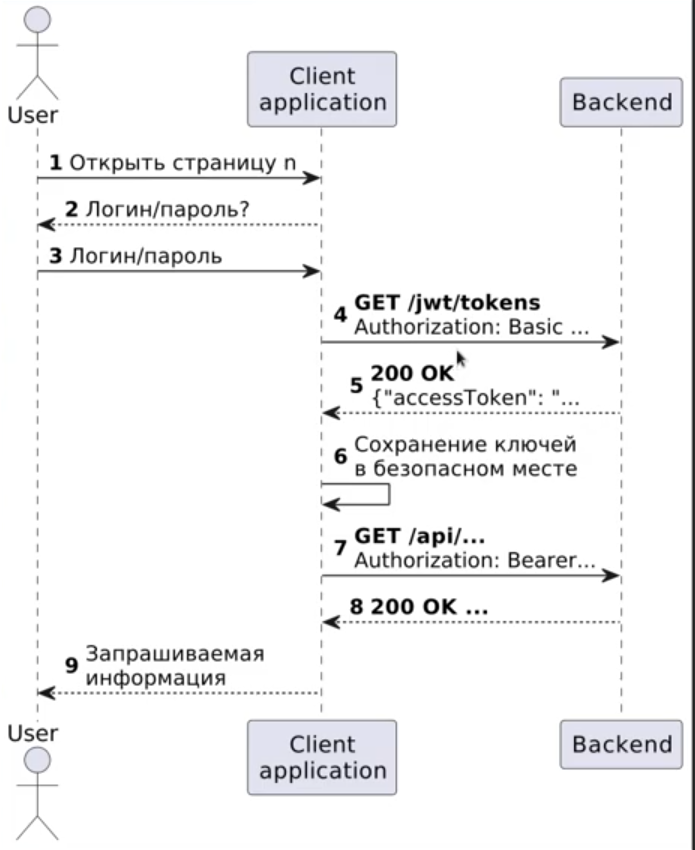 User
Client
application
Backend
1 Открыть страницу n
2 Логин/пароль?
3 Логин/пароль
4 GET /jwt/tokens
Authorization: Basic ...
5 200 OK
{"accessToken": "...
6 Сохранение ключей
в безопасном месте
7 GET /api/...
Authorization: Bearer...
8 200 OK ...
9 Запрашиваемая
информация
User
Client
application
Backend